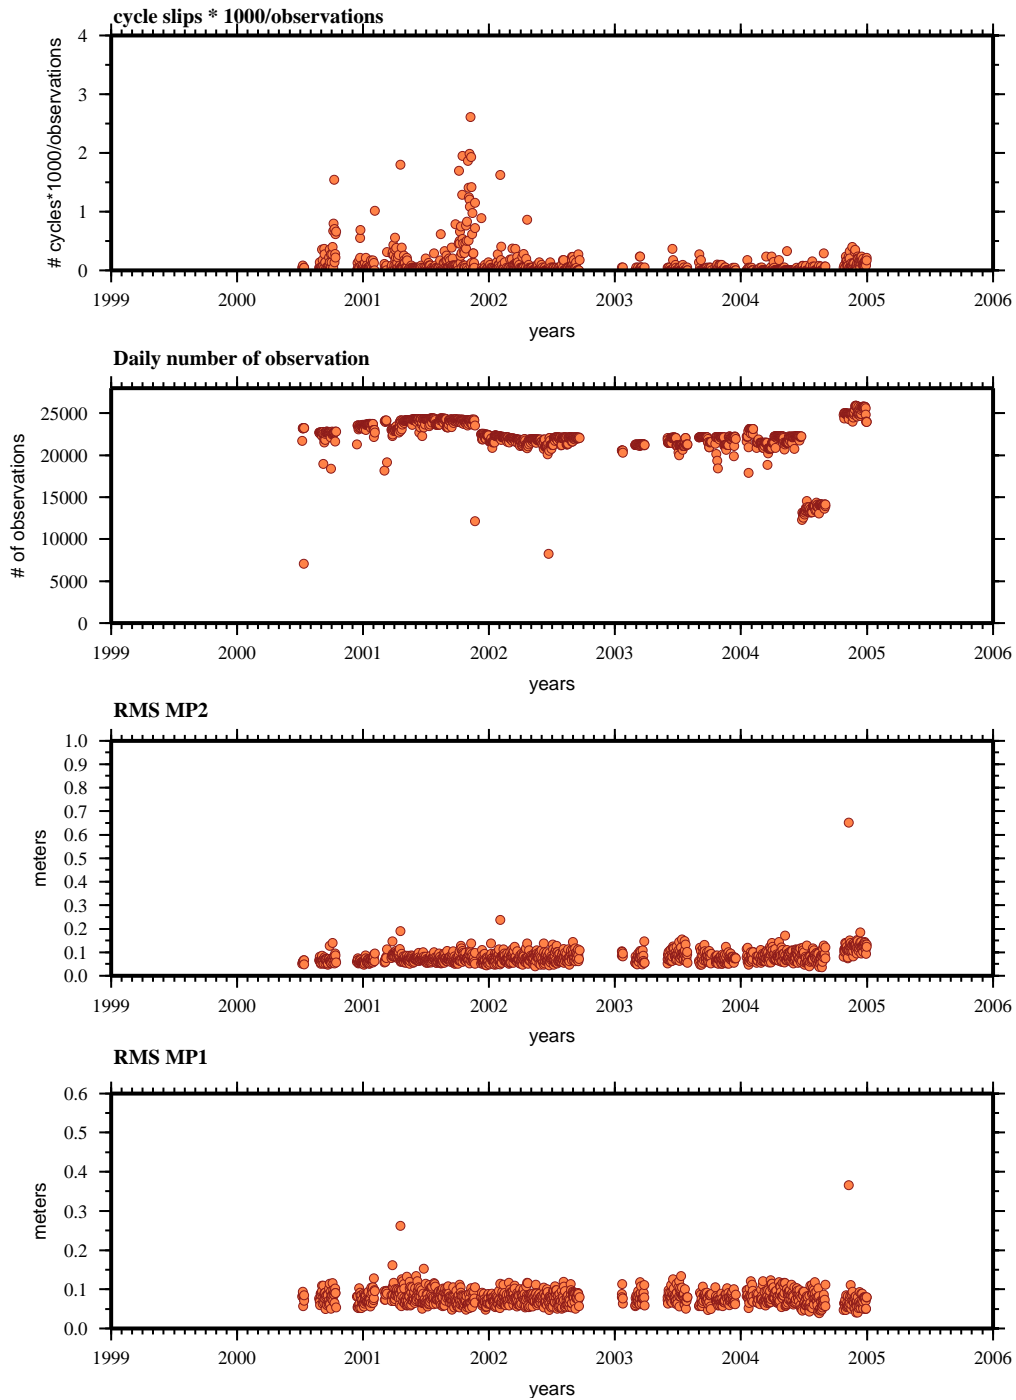 cycle slips * 1000/observations
4
3
2
1
0
# cycles*1000/observations
1999 2000 2001 2002 2003 2004 2005 2006
years
Daily number of observation
25000
20000
15000
10000
5000
0
# of observations
1999 2000 2001 2002 2003 2004 2005 2006
years
RMS MP2
1.0
0.9
0.8
0.7
0.6
0.5
0.4
0.3
0.2
0.1
0.0
meters
1999 2000 2001 2002 2003 2004 2005 2006
years
RMS MP1
0.6
0.5
0.4
0.3
0.2
0.1
0.0
meters
1999 2000 2001 2002 2003 2004 2005 2006
years